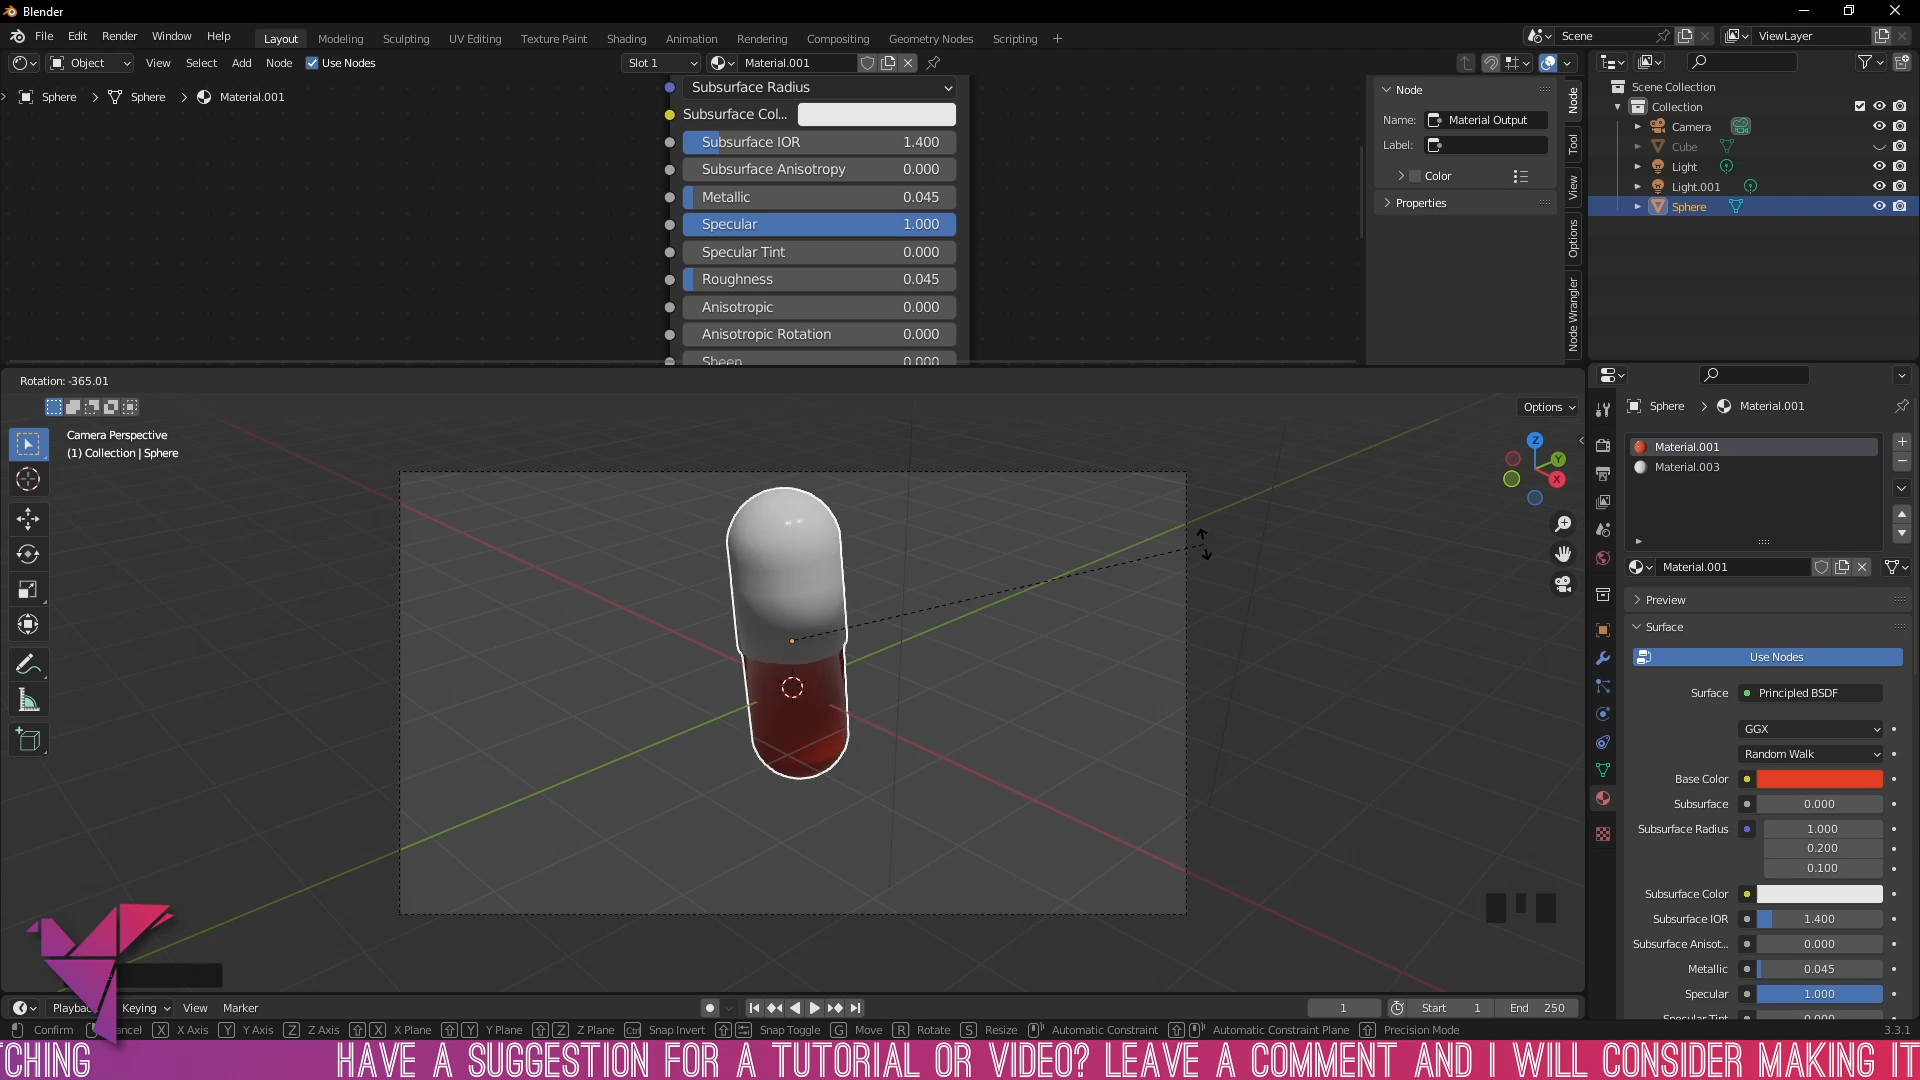 Blender
File Edit Render Window Help Layout Modeling Sculpting UV Editing Texture Paint Shading Animation Rendering Compositing Geometry Nodes Scripting + Scene ViewLayer
Object View Select Add Node Use Nodes Slot 1 Material.001
Sphere > Sphere > Material.001
Subsurface Radius
Subsurface Col...
Subsurface IOR 1.400
Subsurface Anisotropy 0.000
Metallic 0.045
Specular 1.000
Specular Tint 0.000
Roughness 0.045
Anisotropic 0.000
Anisotropic Rotation 0.000
Sheen 0.000
Node
Name: Material Output
Label:
Color
Properties
Node
Tool
View
Options
Node Wrangler
Scene Collection
Collection
Camera
Cube
Light
Light.001
Sphere
Rotation: -365.01
Options
Camera Perspective
(1) Collection | Sphere
Z
Y
X
Sphere > Material.001
Material.001
Material.003
Material.001
Preview
Surface
Use Nodes
Surface Principled BSDF
GGX
Random Walk
Base Color
Subsurface 0.000
Subsurface Radius 1.000
0.200
0.100
Subsurface Color
Subsurface IOR 1.400
Subsurface Anisot... 0.000
Metallic 0.045
Specular 1.000
Specular Tint 0.000
Keying View Marker 1 Start 1 End 250
Confirm X X Axis Y Y Axis Z Z Axis X X Plane Y Y Plane Z Z Plane Ctrl Snap Invert Snap Toggle G Move R Rotate S Resize Automatic Constraint Automatic Constraint Plane Precision Mode 3.3.1
TCHING HAVE A SUGGESTION FOR A TUTORIAL OR VIDEO? LEAVE A COMMENT AND I WILL CONSIDER MAKING IT